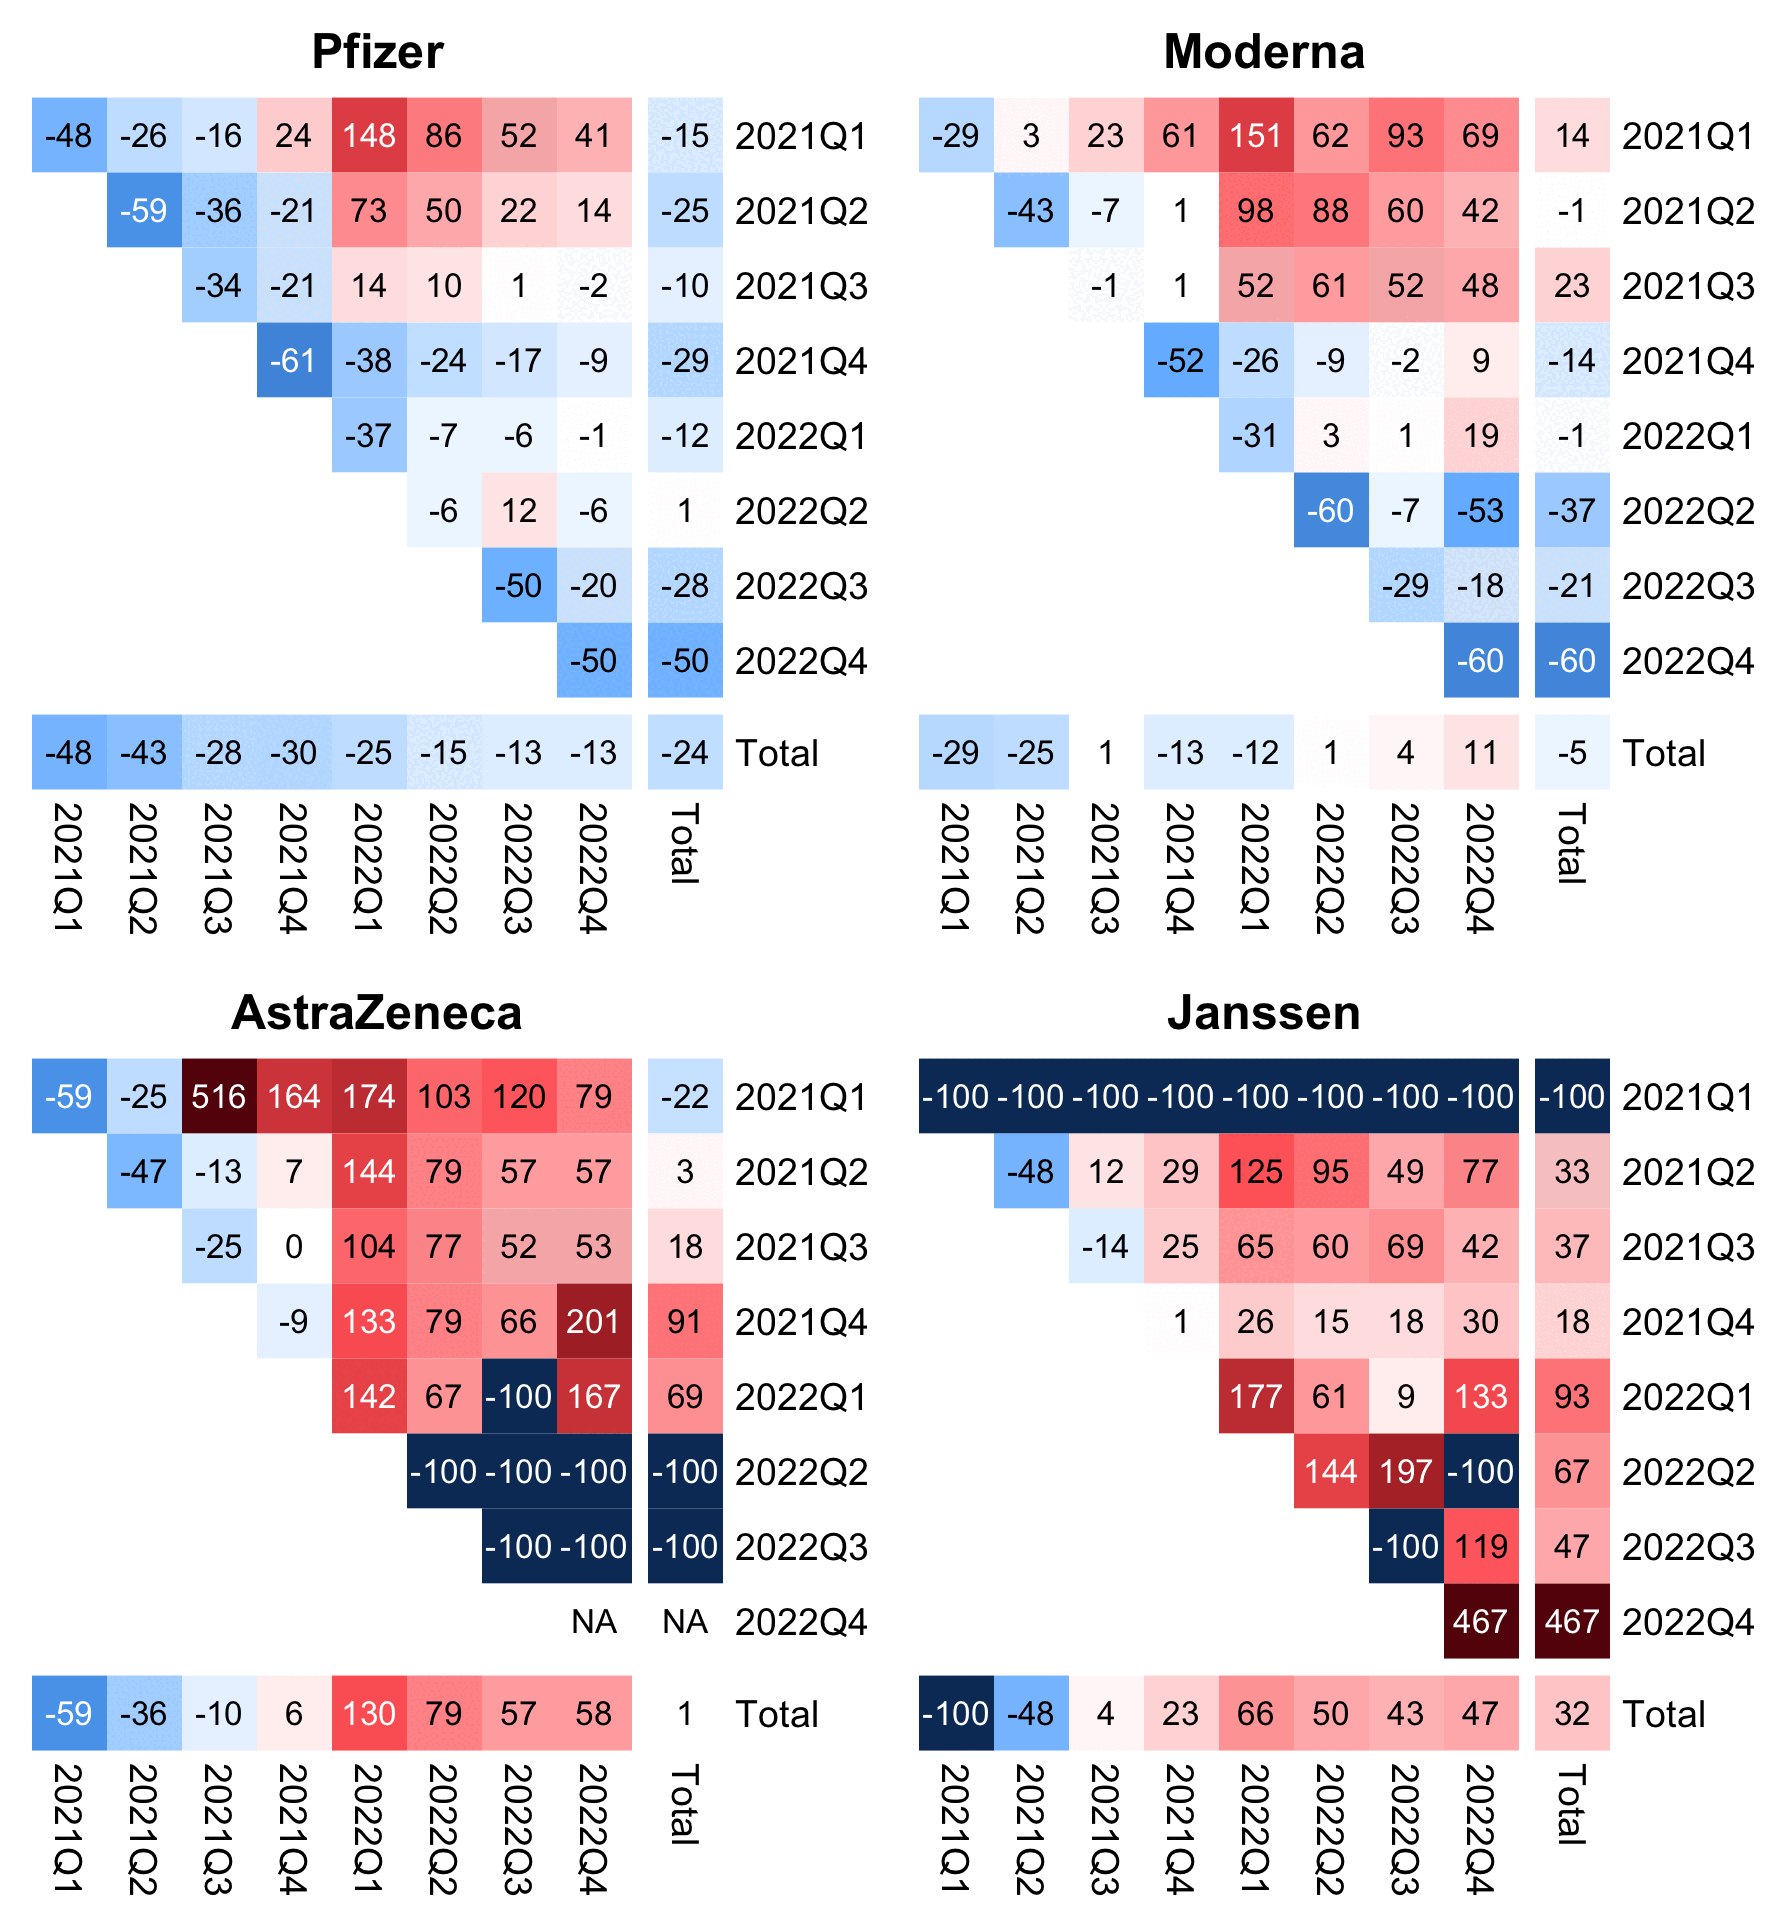 Pfizer
-48 -26 -16 24 148 86 52 41 -15 2021Q1
-59 -36 -21 73 50 22 14 -25 2021Q2
-34 -21 14 10 1 -2 -10 2021Q3
-61 -38 -24 -17 -9 -29 2021Q4
-37 -7 -6 -1 -12 2022Q1
-6 12 -6 1 2022Q2
-50 -20 -28 2022Q3
-50 -50 2022Q4
-48 -43 -28 -30 -25 -15 -13 -13 -24 Total
2021Q1 2021Q2 2021Q3 2021Q4 2022Q1 2022Q2 2022Q3 2022Q4 Total
Moderna
-29 3 23 61 151 62 93 69 14 2021Q1
-43 -7 1 98 88 60 42 -1 2021Q2
-1 1 52 61 52 48 23 2021Q3
-52 -26 -9 -2 9 -14 2021Q4
-31 3 1 19 -1 2022Q1
-60 -7 -53 -37 2022Q2
-29 -18 -21 2022Q3
-60 -60 2022Q4
-29 -25 1 -13 -12 1 4 11 -5 Total
2021Q1 2021Q2 2021Q3 2021Q4 2022Q1 2022Q2 2022Q3 2022Q4 Total
AstraZeneca
-59 -25 516 164 174 103 120 79 -22 2021Q1
-47 -13 7 144 79 57 57 3 2021Q2
-25 0 104 77 52 53 18 2021Q3
-9 133 79 66 201 91 2021Q4
142 67 -100 167 69 2022Q1
-100 -100 -100 -100 2022Q2
-100 -100 -100 2022Q3
NA NA 2022Q4
-59 -36 -10 6 130 79 57 58 1 Total
2021Q1 2021Q2 2021Q3 2021Q4 2022Q1 2022Q2 2022Q3 2022Q4 Total
Janssen
-100 -100 -100 -100 -100 -100 -100 -100 -100 2021Q1
-48 12 29 125 95 49 77 33 2021Q2
-14 25 65 60 69 42 37 2021Q3
1 26 15 18 30 18 2021Q4
177 61 9 133 93 2022Q1
144 197 -100 67 2022Q2
-100 119 47 2022Q3
467 467 2022Q4
-100 -48 4 23 66 50 43 47 32 Total
2021Q1 2021Q2 2021Q3 2021Q4 2022Q1 2022Q2 2022Q3 2022Q4 Total